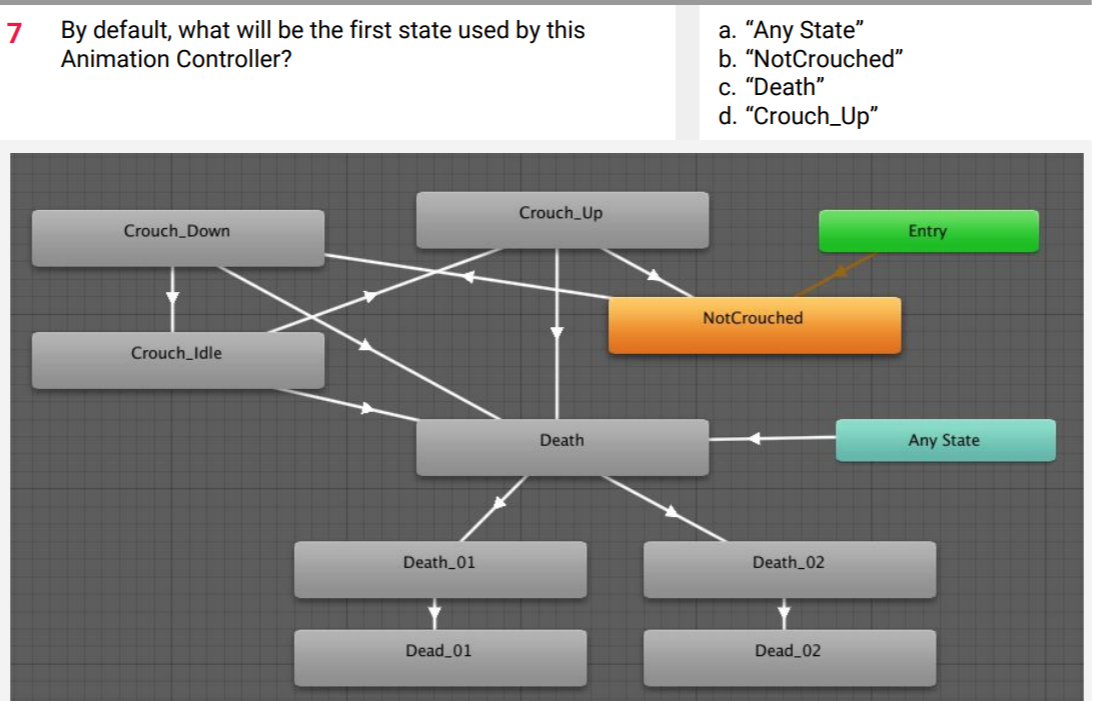 7 By default, what will be the first state used by this
Animation Controller?
a. “Any State”
b. “NotCrouched”
c. “Death”
d. “Crouch_Up”
Crouch_Down
Crouch_Up
Entry
NotCrouched
Crouch_Idle
Death
Any State
Death_01
Death_02
Dead_01
Dead_02